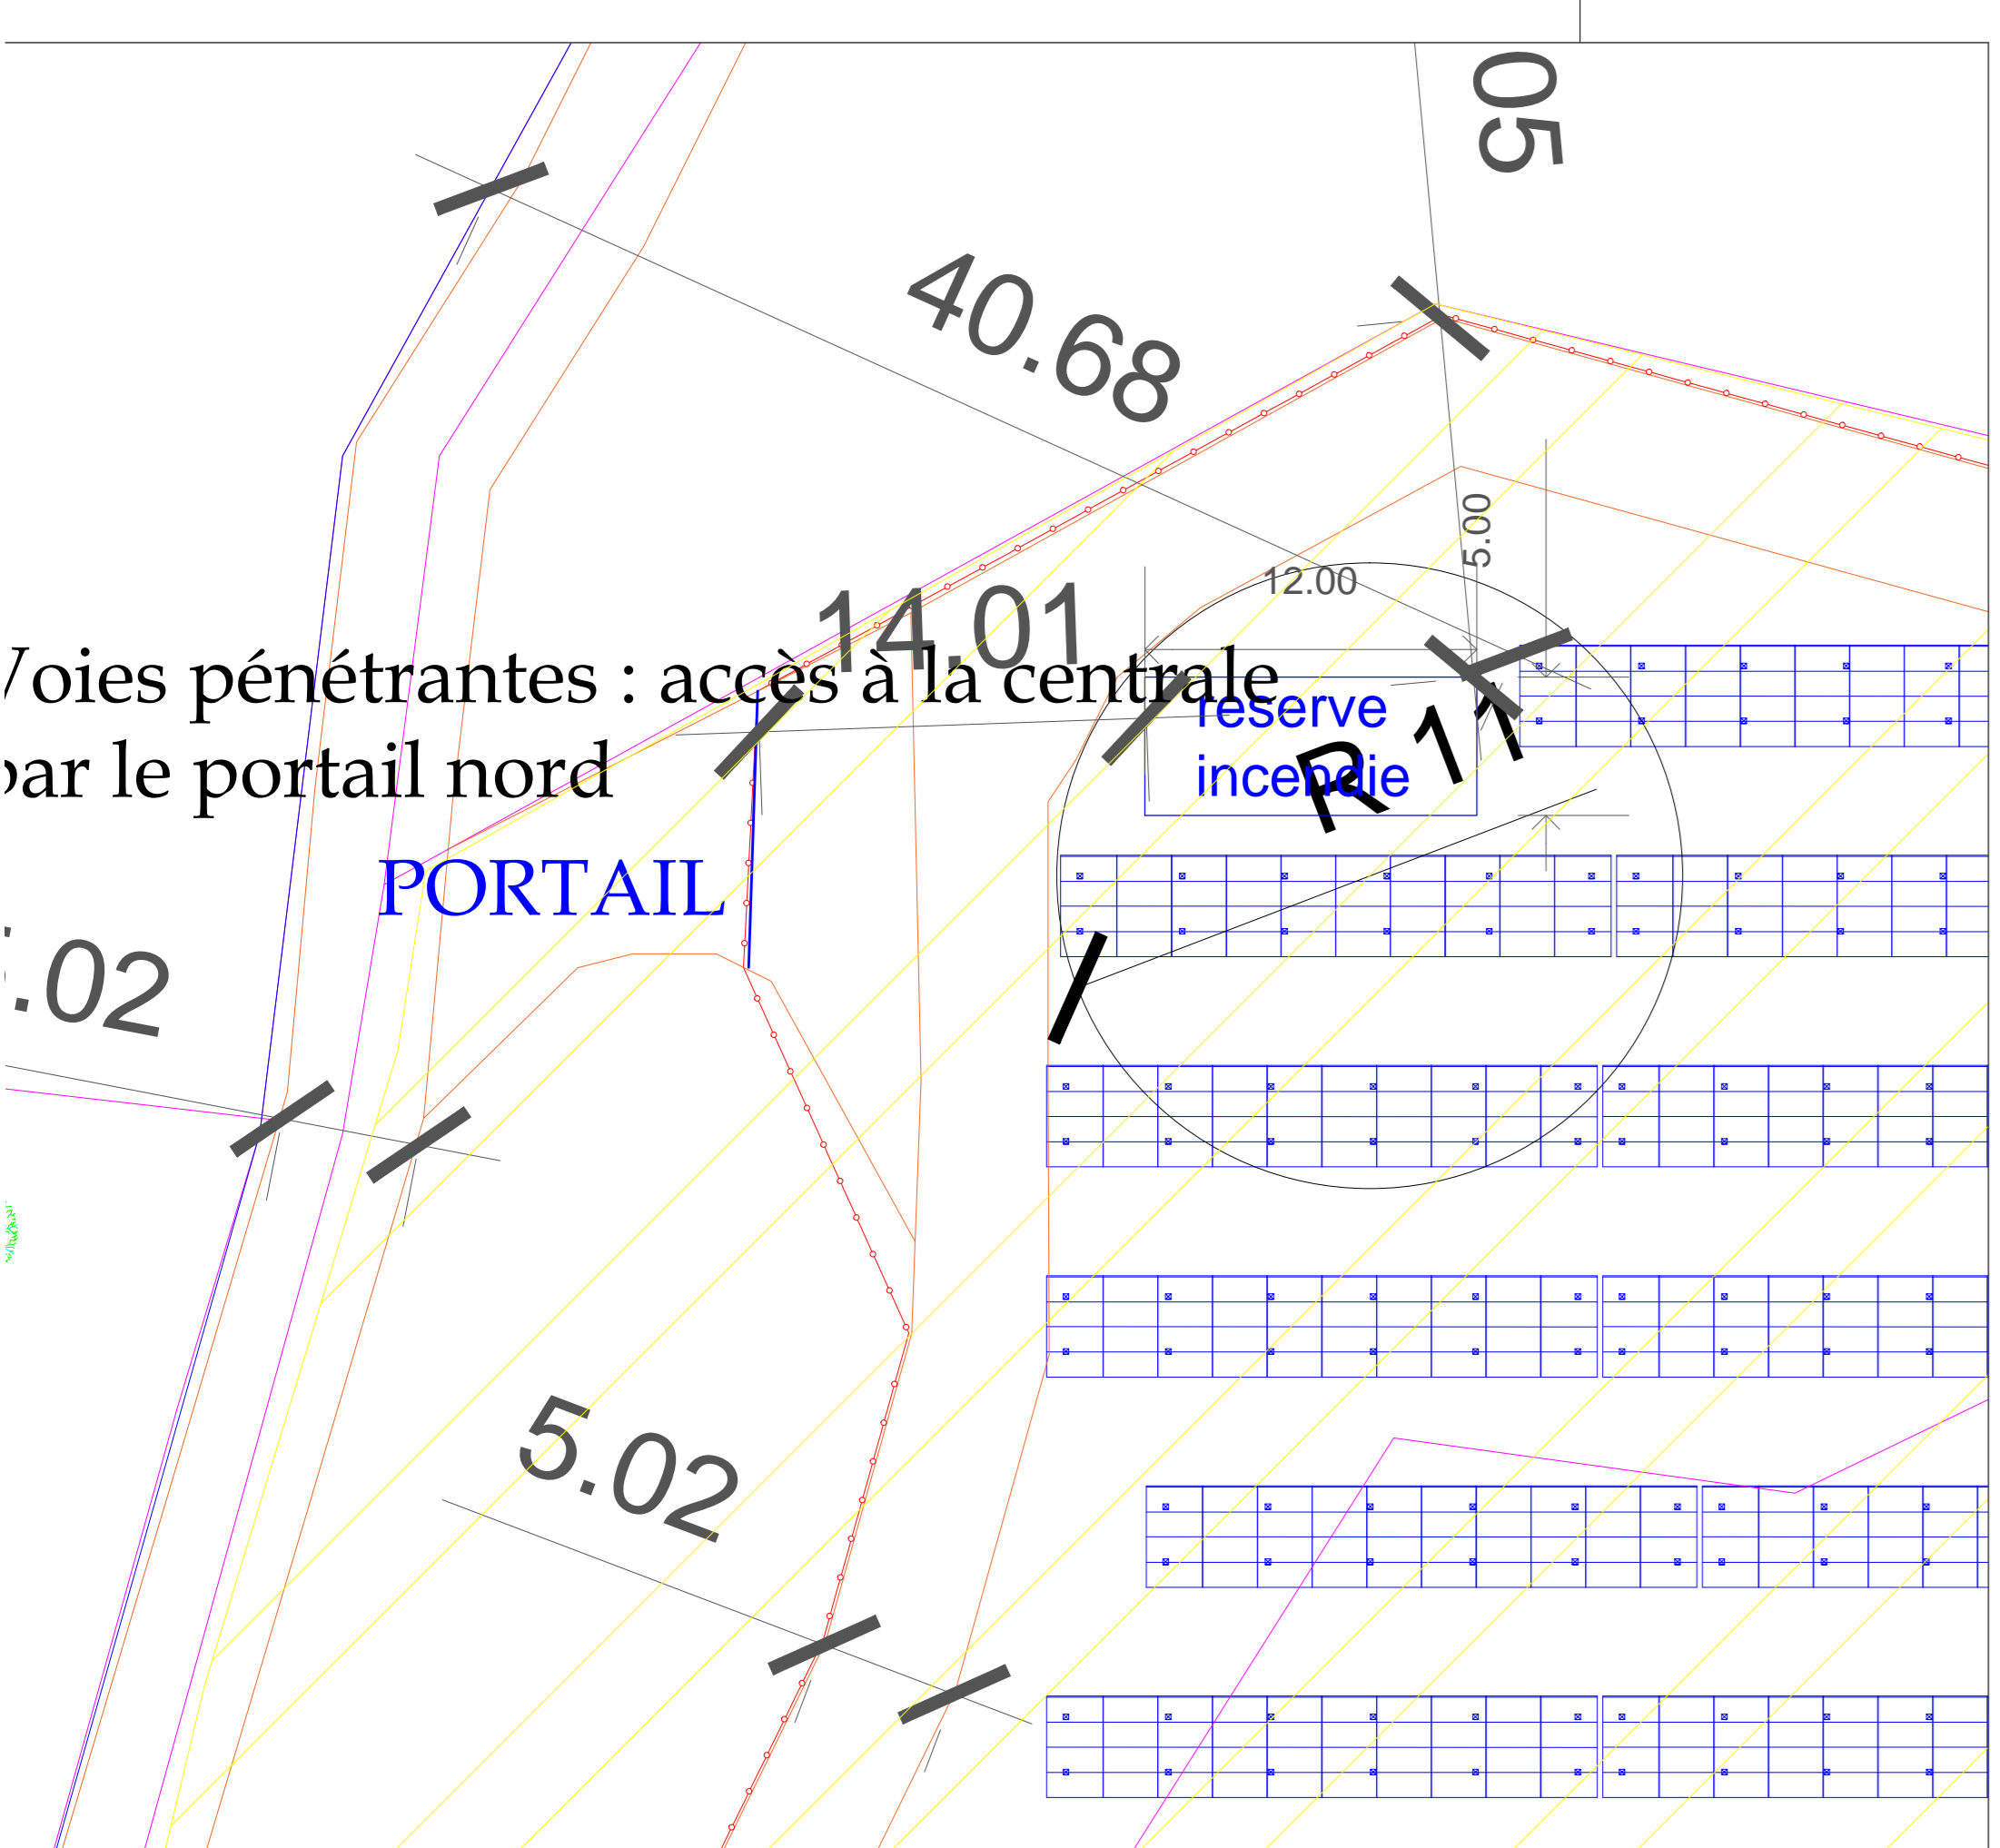 05
40.68
5.00
12.00
14.01
oies pénétrantes : accès à la centrale
reserve
R 11
ar le portail nord
incendie
PORTAIL
.02
5.02